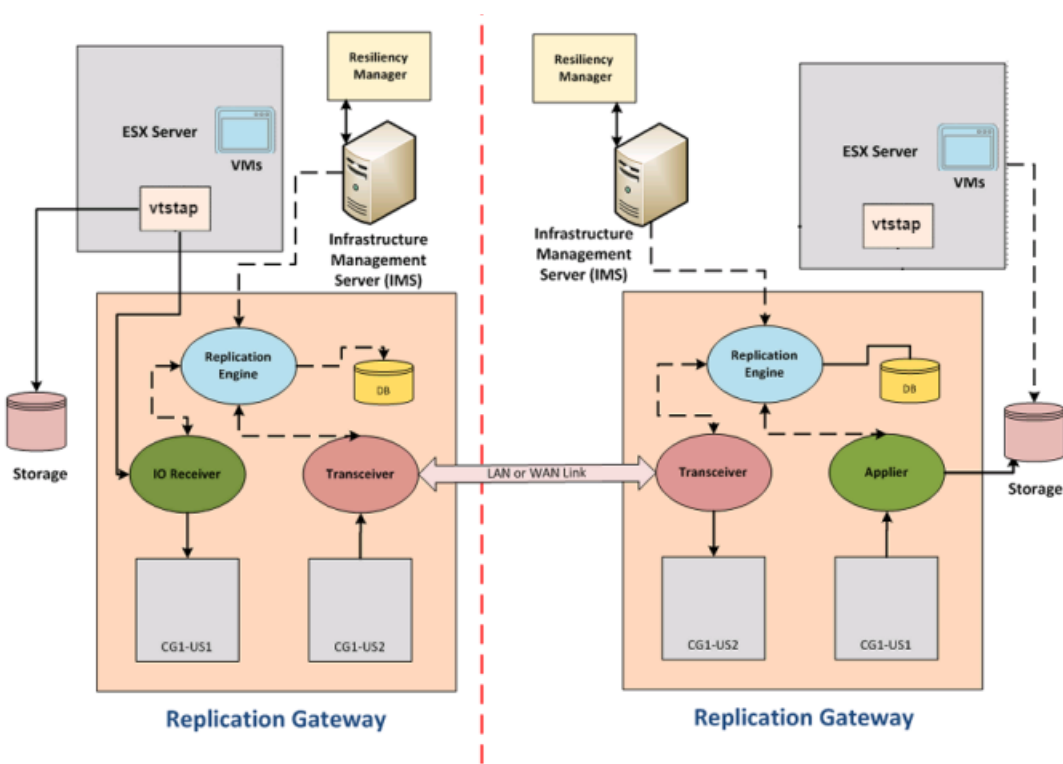 Resiliency
Manager
ESX Server
VMs
vtstap
Infrastructure
Management
Server (IMS)
Replication
Engine
DB
Storage
IO Receiver
Transceiver
CG1-US1
CG1-US2
Replication Gateway
LAN or WAN Link
Resiliency
Manager
ESX Server
VMs
vtstap
Infrastructure
Management
Server (IMS)
Replication
Engine
DB
Transceiver
Applier
Storage
CG1-US2
CG1-US1
Replication Gateway